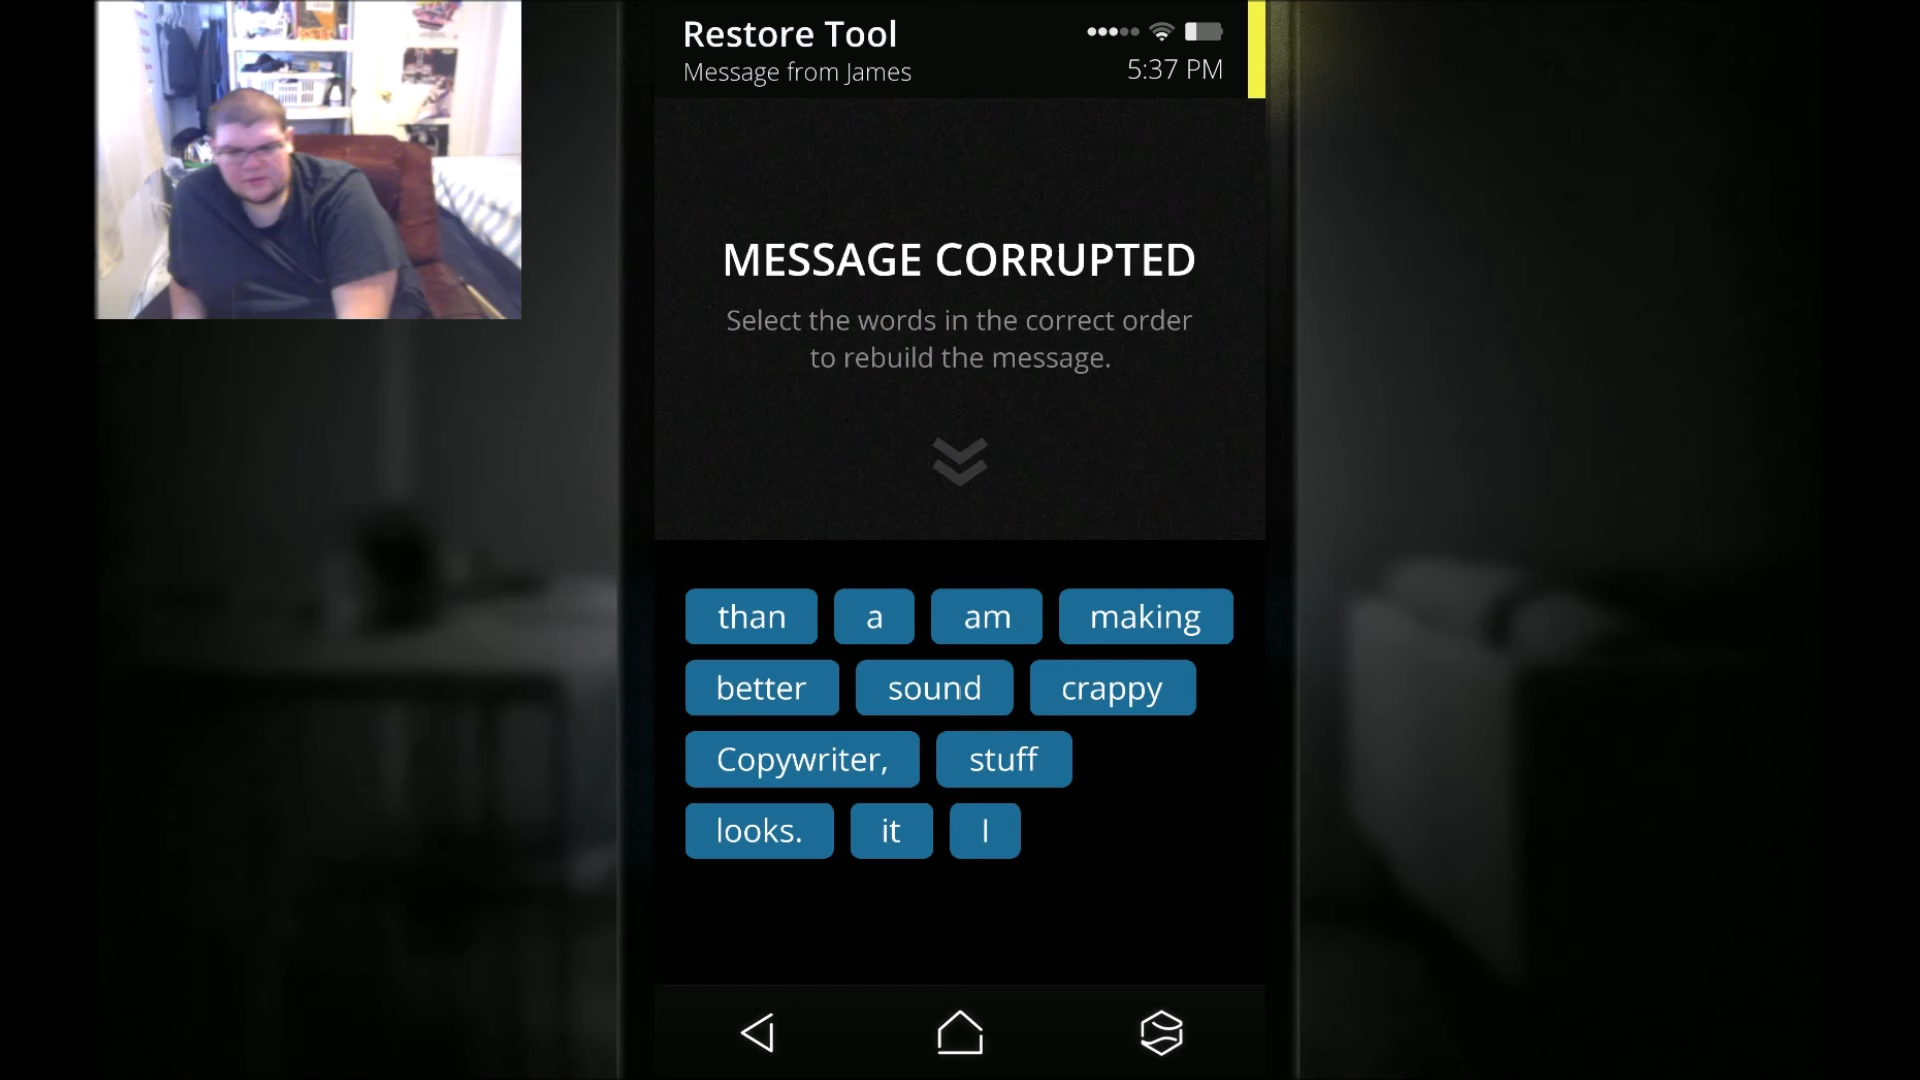 Restore Tool
Message from James
5:37 PM
MESSAGE CORRUPTED
Select the words in the correct order
to rebuild the message.
than a am making
better sound crappy
Copywriter, stuff
looks. it I